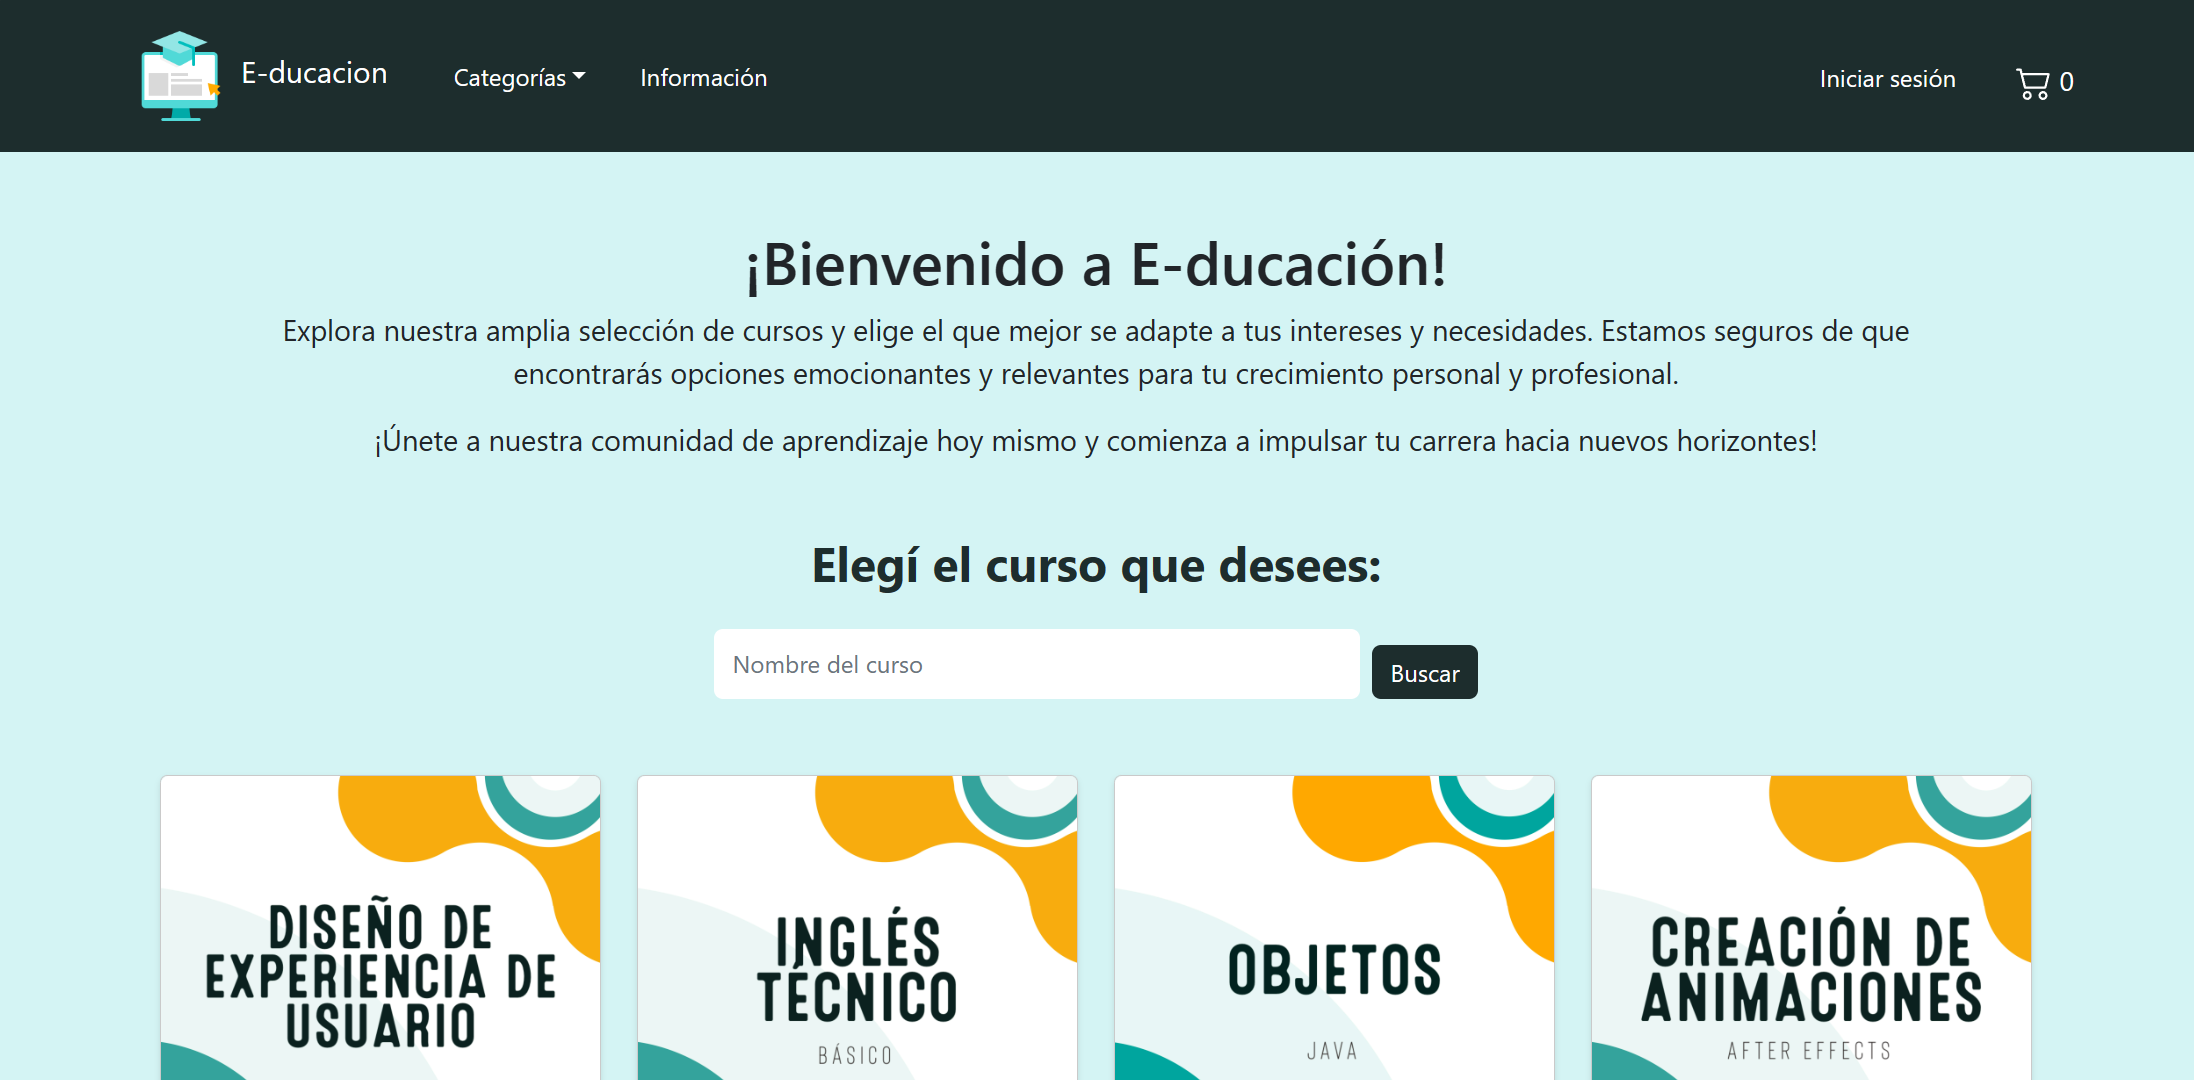 E-ducacion
Categorías
Información
Iniciar sesión
0
¡Bienvenido a E-ducación!
Explora nuestra amplia selección de cursos y elige el que mejor se adapte a tus intereses y necesidades. Estamos seguros de que
encontrarás opciones emocionantes y relevantes para tu crecimiento personal y profesional.
¡Únete a nuestra comunidad de aprendizaje hoy mismo y comienza a impulsar tu carrera hacia nuevos horizontes!
Elegí el curso que desees:
Nombre del curso
Buscar
DISEÑO DE
EXPERIENCIA DE
USUARIO
INGLÉS
TÉCNICO
BÁSICO
OBJETOS
JAVA
CREACIÓN DE
ANIMACIONES
AFTER EFFECTS